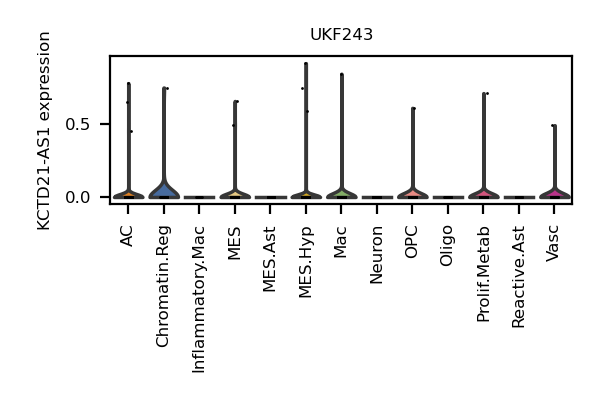 UKF243
KCTD21-AS1 expression
0.5
0.0
AC
Chromatin.Reg
Inflammatory.Mac
MES
MES.Ast
MES.Hyp
Mac
Neuron
OPC
Oligo
Prolif.Metab
Reactive.Ast
Vasc